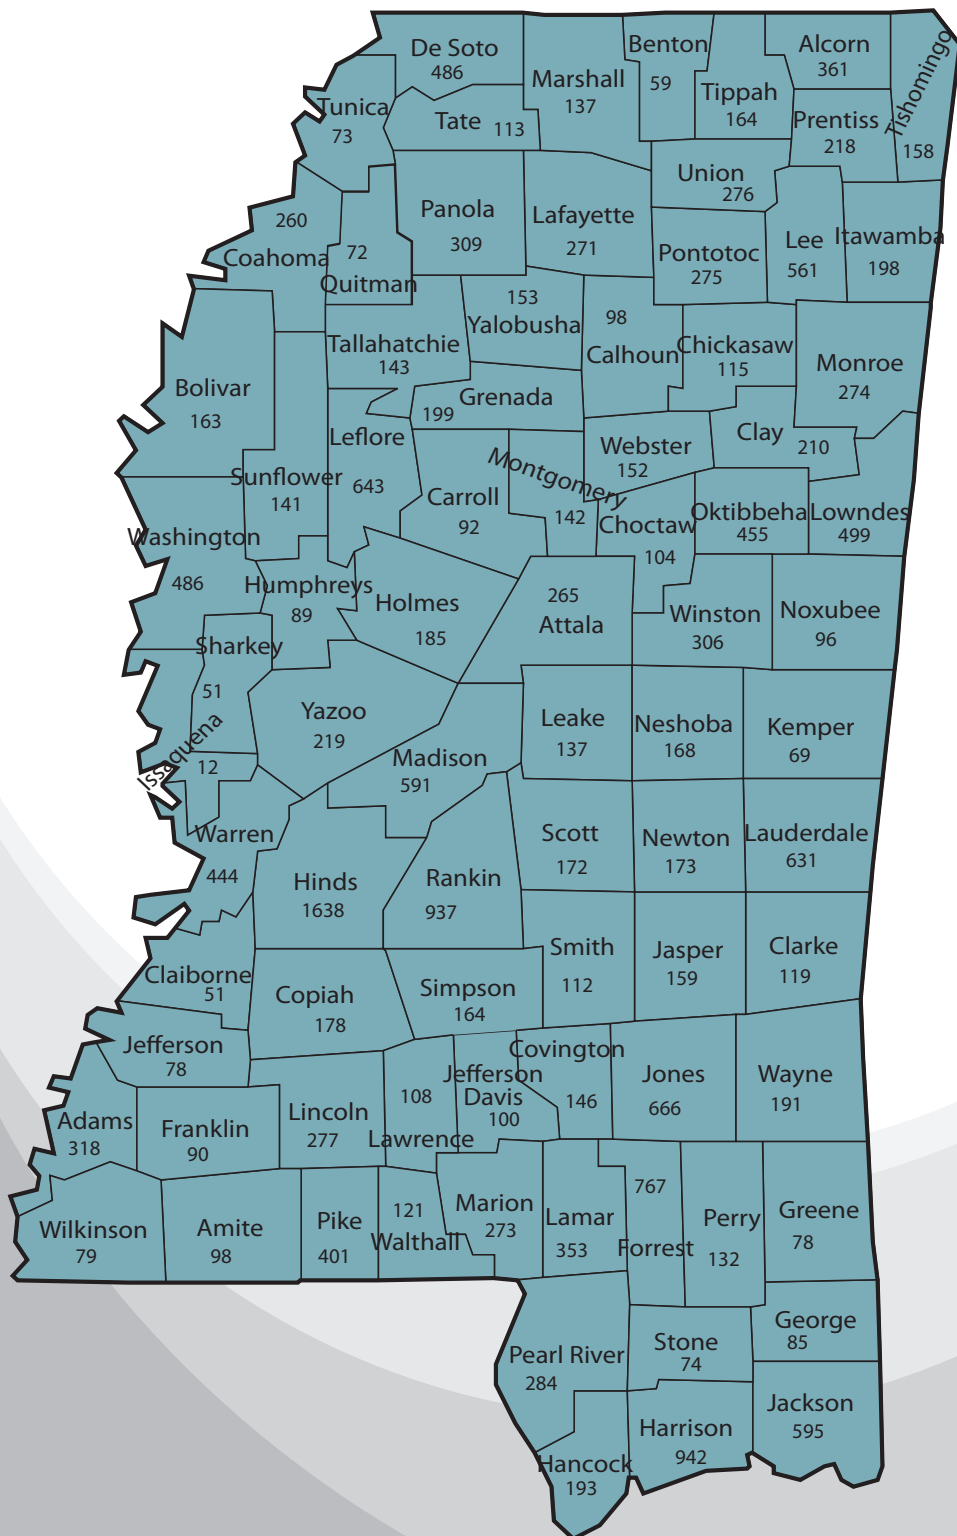 De Soto
486
Marshall
137
Benton
59
Tippah
164
Alcorn
361
Tishomingo
158
Tunica
73
Tate 113
Prentiss
218
Union
276
260
Coahoma
72
Quitman
Panola
309
Lafayette
271
Pontotoc
275
Lee
561
Itawamba
198
Bolivar
163
Tallahatchie
143
153
Yalobusha
98
Calhoun
Chickasaw
115
Monroe
274
Grenada
199
Sunflower
141
Leflore
643
Carroll
92
Montgomery
142
Webster
152
Clay
210
Choctaw
104
Oktibbeha
455
Lowndes
499
Washington
486
Humphreys
89
Holmes
185
265
Attala
Winston
306
Noxubee
96
Sharkey
51
Issaquena
12
Yazoo
219
Madison
591
Leake
137
Neshoba
168
Kemper
69
Warren
444
Hinds
1638
Rankin
937
Scott
172
Newton
173
Lauderdale
631
Claiborne
51
Copiah
178
Simpson
164
Smith
112
Jasper
159
Clarke
119
Jefferson
78
Adams
318
Franklin
90
Lincoln
277
108
Lawrence
Jefferson
Davis
100
Covington
146
Jones
666
Wayne
191
Wilkinson
79
Amite
98
Pike
401
121
Walthall
Marion
273
Lamar
353
767
Forrest
Perry
132
Greene
78
Pearl River
284
Stone
74
George
85
Hancock
193
Harrison
942
Jackson
595